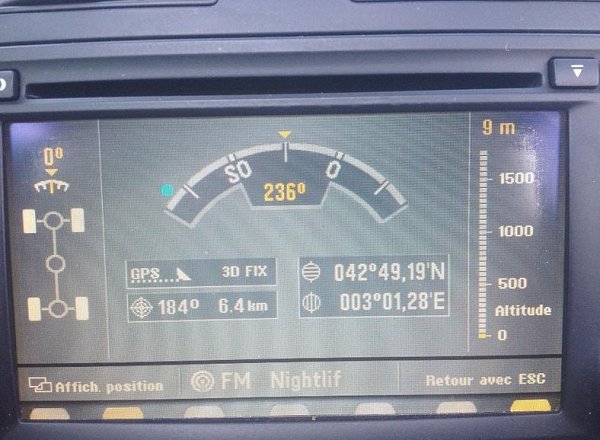 0°
SO
O
236°
9 m
1500
1000
500
Altitude
0
GPS 3D FIX
184° 6.4 km
042°49,19'N
003°01,28'E
Affich. position
FM Nightlif
Retour avec ESC